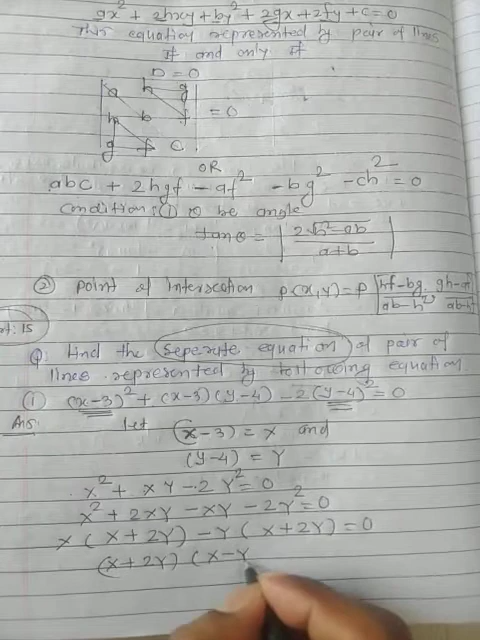 ax² + 2hxy + by² + 2gx + 2fy + c = 0
This equation represented by pair of lines
If and only if
D = 0
| a h g |
| h b f | = 0
| g f c |
OR
abc + 2hgf - af² - bg² - ch² = 0
condition: ① to be angle
tanθ = | 2√h²-ab / a+b |
② Point of Intersection P(x,y) = P | hf-bg / ab-h² , gh-af / ab-h
rt: 15
Q: Find the Seperate equation of pair of
lines represented by following equation.
(1) (x-3)² + (x-3)(y-4) - 2(y-4)² = 0
Ans: let (x-3) = X and
(y-4) = Y
X² + XY - 2Y² = 0
X² + 2XY - XY - 2Y² = 0
X(X+2Y) - Y(X+2Y) = 0
(X+2Y) (X-Y